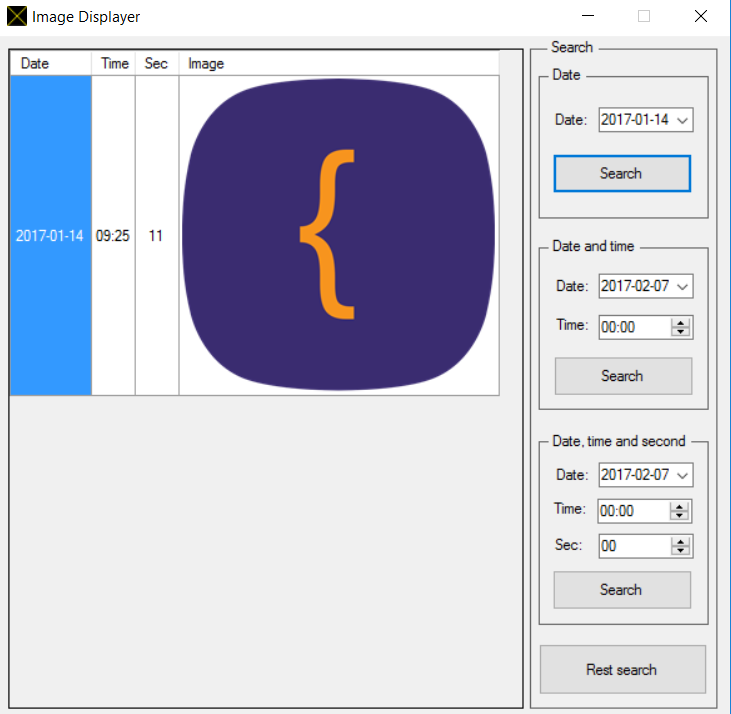 Image Displayer
Date Time Sec Image
2017-01-14 09:25 11
{
Search
Date
Date: 2017-01-14
Search
Date and time
Date: 2017-02-07
Time: 00:00
Search
Date, time and second
Date: 2017-02-07
Time: 00:00
Sec: 00
Search
Rest search